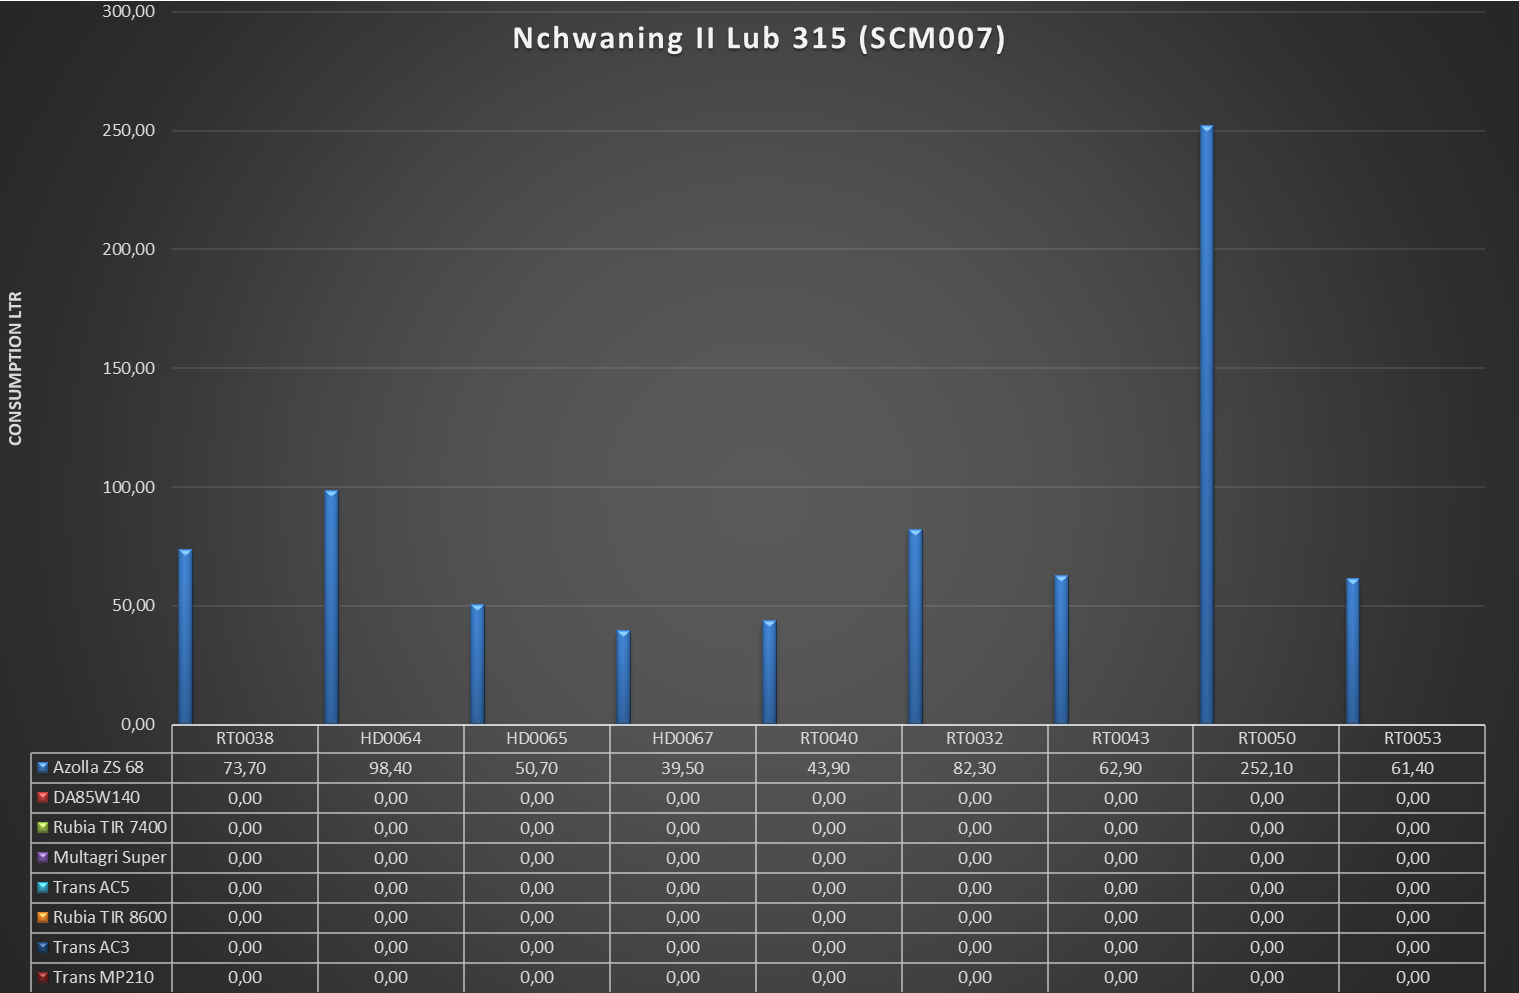 Nchwaning II Lub 315 (SCM007)
300,00
250,00
200,00
150,00
100,00
50,00
0,00
CONSUMPTION LTR
RT0038 HD0064 HD0065 HD0067 RT0040 RT0032 RT0043 RT0050 RT0053
Azolla ZS 68 73,70 98,40 50,70 39,50 43,90 82,30 62,90 252,10 61,40
DA85W140 0,00 0,00 0,00 0,00 0,00 0,00 0,00 0,00 0,00
Rubia TIR 7400 0,00 0,00 0,00 0,00 0,00 0,00 0,00 0,00 0,00
Multagri Super 0,00 0,00 0,00 0,00 0,00 0,00 0,00 0,00 0,00
Trans AC5 0,00 0,00 0,00 0,00 0,00 0,00 0,00 0,00 0,00
Rubia TIR 8600 0,00 0,00 0,00 0,00 0,00 0,00 0,00 0,00 0,00
Trans AC3 0,00 0,00 0,00 0,00 0,00 0,00 0,00 0,00 0,00
Trans MP210 0,00 0,00 0,00 0,00 0,00 0,00 0,00 0,00 0,00